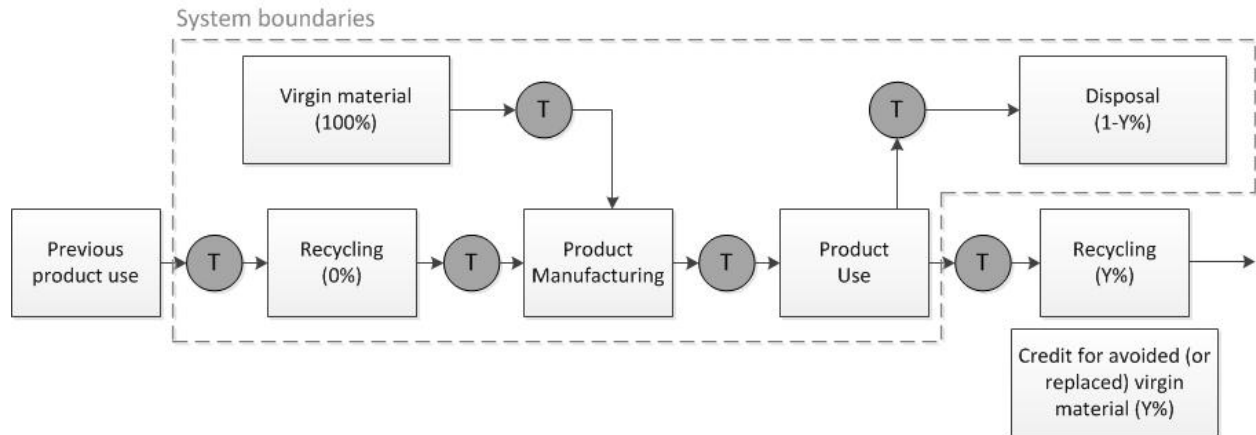 System boundaries
Virgin material
(100%)
T
T
Disposal
(1-Y%)
Previous
product use
T
Recycling
(0%)
T
Product
Manufacturing
T
Product
Use
T
Recycling
(Y%)
Credit for avoided (or
replaced) virgin
material (Y%)